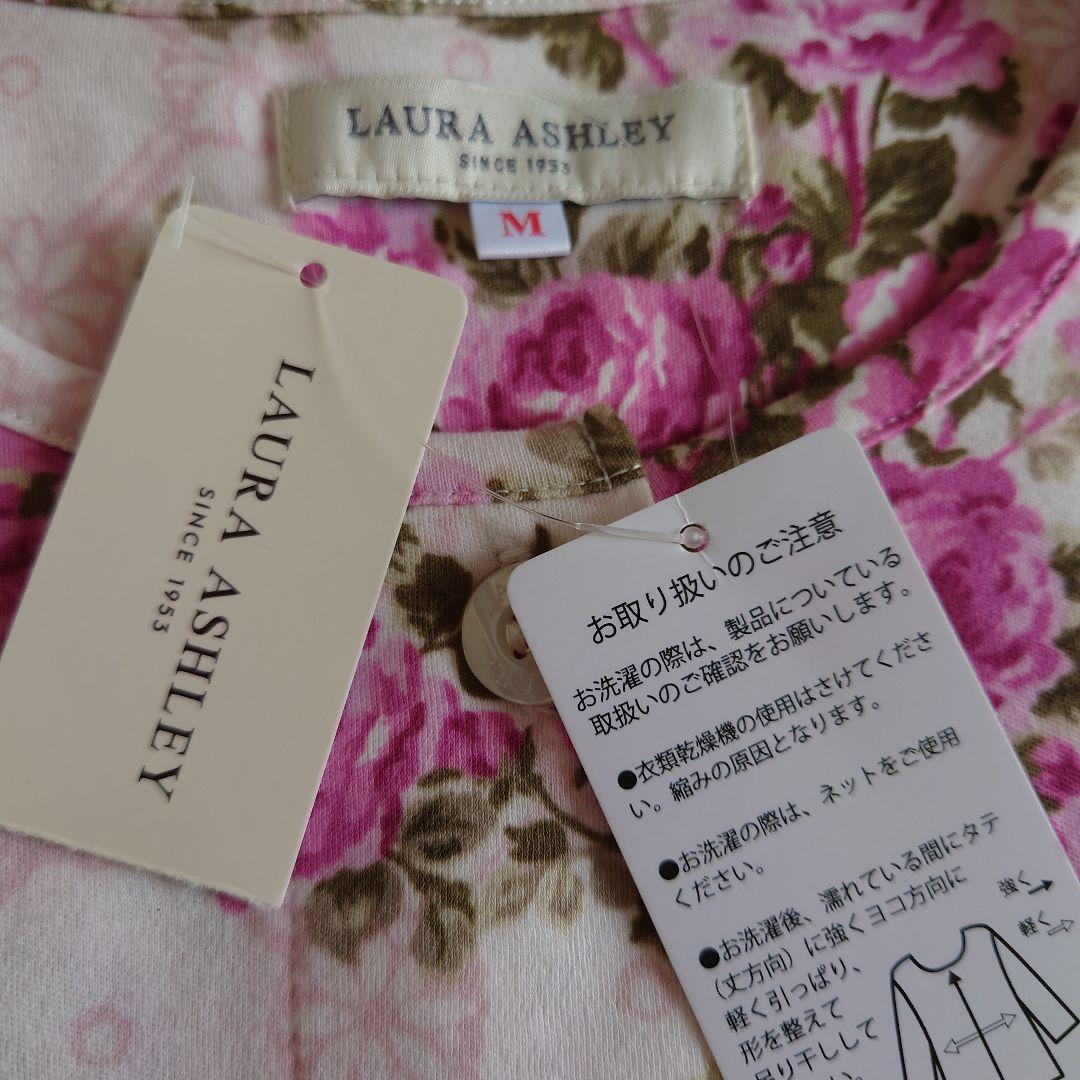 LAURA ASHLEY
SINCE 1953
M
LAURA ASHLEY
SINCE 1953
お取り扱いのご注意
お洗濯の際は、製品についている
取扱いのご確認をお願いします。
●衣類乾燥機の使用はさけてくださ
い。縮みの原因となります。
●お洗濯の際は、ネットをご使用
ください。
●お洗濯後、濡れている間にタテ
(丈方向)に強くヨコ方向に
軽く引っぱり、
形を整えて
吊り干しして
強く
軽く